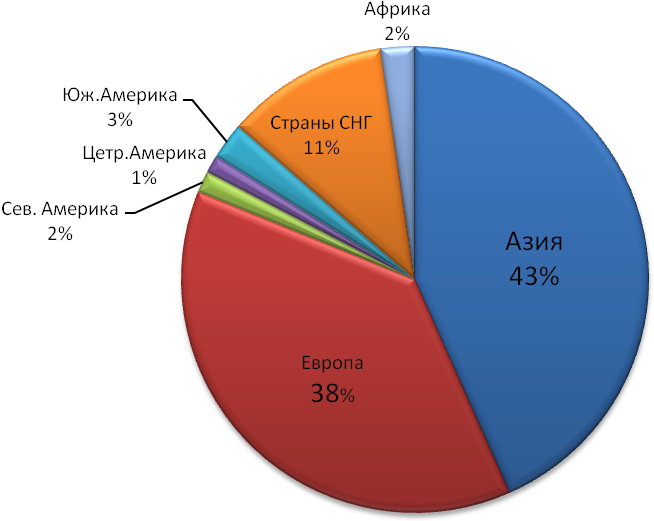 Африка
2%
Юж.Америка
3%
Страны СНГ
11%
Цетр.Америка
1%
Сев. Америка
2%
Азия
43%
Европа
38%